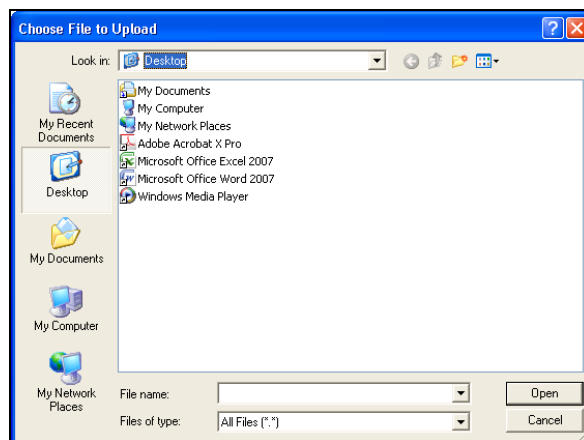 Choose File to Upload
Look in:
Desktop
My Documents
My Computer
My Network Places
Adobe Acrobat X Pro
Microsoft Office Excel 2007
Microsoft Office Word 2007
Windows Media Player
My Recent
Documents
Desktop
My Documents
My Computer
My Network
Places
File name:
Open
Files of type:
All Files (*.*)
Cancel